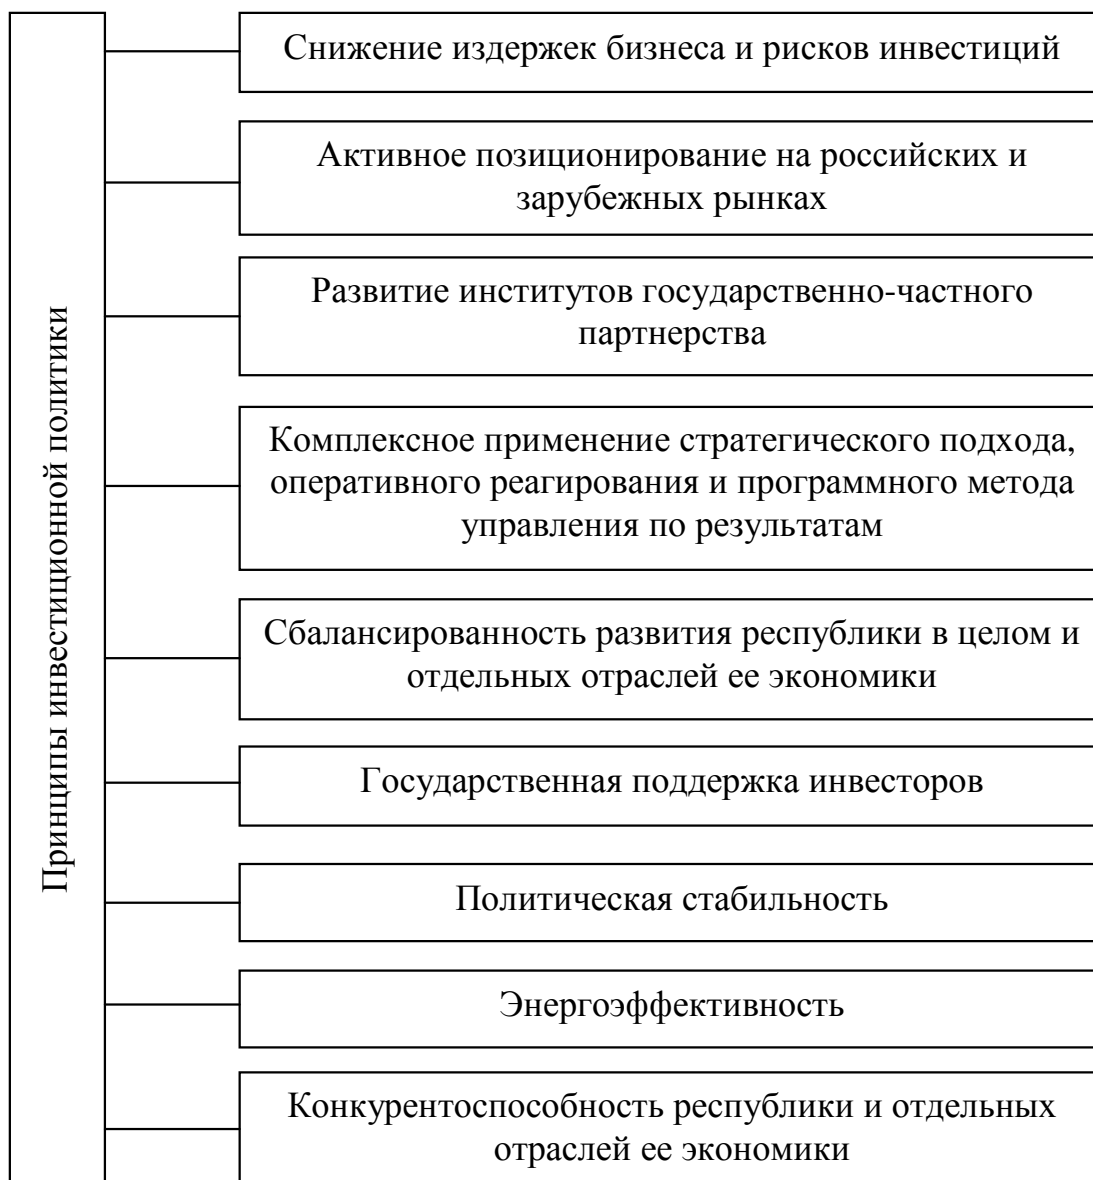 Принципы инвестиционной политики
Снижение издержек бизнеса и рисков инвестиций
Активное позиционирование на российских и
зарубежных рынках
Развитие институтов государственно-частного
партнерства
Комплексное применение стратегического подхода,
оперативного реагирования и программного метода
управления по результатам
Сбалансированность развития республики в целом и
отдельных отраслей ее экономики
Государственная поддержка инвесторов
Политическая стабильность
Энергоэффективность
Конкурентоспособность республики и отдельных
отраслей ее экономики